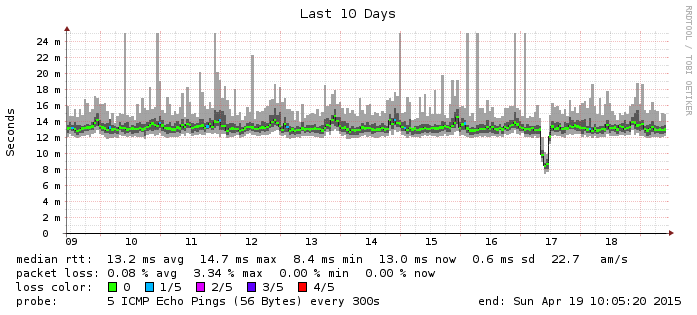 Last 10 Days
RRDTOOL / TOBI OETIKER
Seconds
24 m
22 m
20 m
18 m
16 m
14 m
12 m
10 m
8 m
6 m
4 m
2 m
0
09 10 11 12 13 14 15 16 17 18
median rtt: 13.2 ms avg 14.7 ms max 8.4 ms min 13.0 ms now 0.6 ms sd 22.7 am/s
packet loss: 0.08 % avg 3.34 % max 0.00 % min 0.00 % now
loss color: 0 1/5 2/5 3/5 4/5
probe: 5 ICMP Echo Pings (56 Bytes) every 300s end: Sun Apr 19 10:05:20 2015